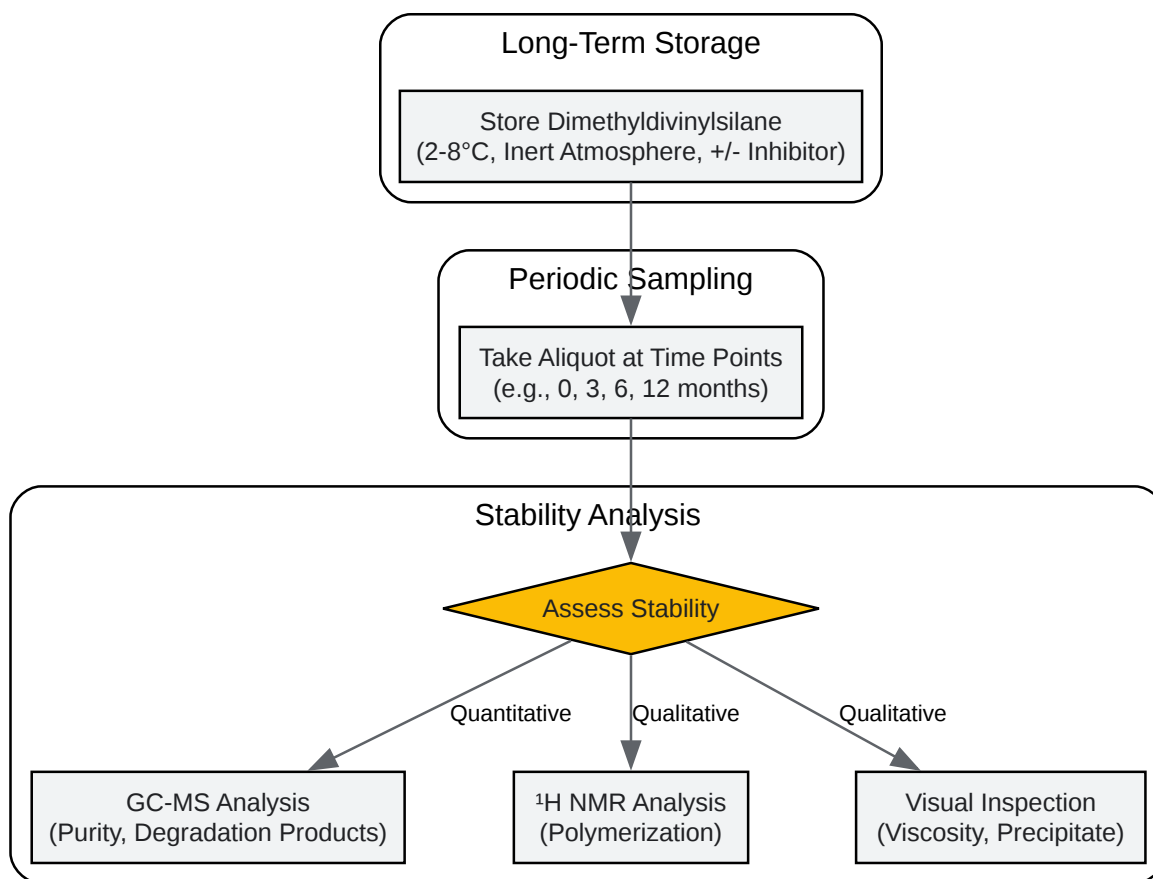 Long-Term Storage
Store Dimethyldivinylsilane
(2-8°C, Inert Atmosphere, +/- Inhibitor)
Periodic Sampling
Take Aliquot at Time Points
(e.g., 0, 3, 6, 12 months)
Stability Analysis
Assess Stability
Quantitative
Qualitative
Qualitative
GC-MS Analysis
(Purity, Degradation Products)
¹H NMR Analysis
(Polymerization)
Visual Inspection
(Viscosity, Precipitate)